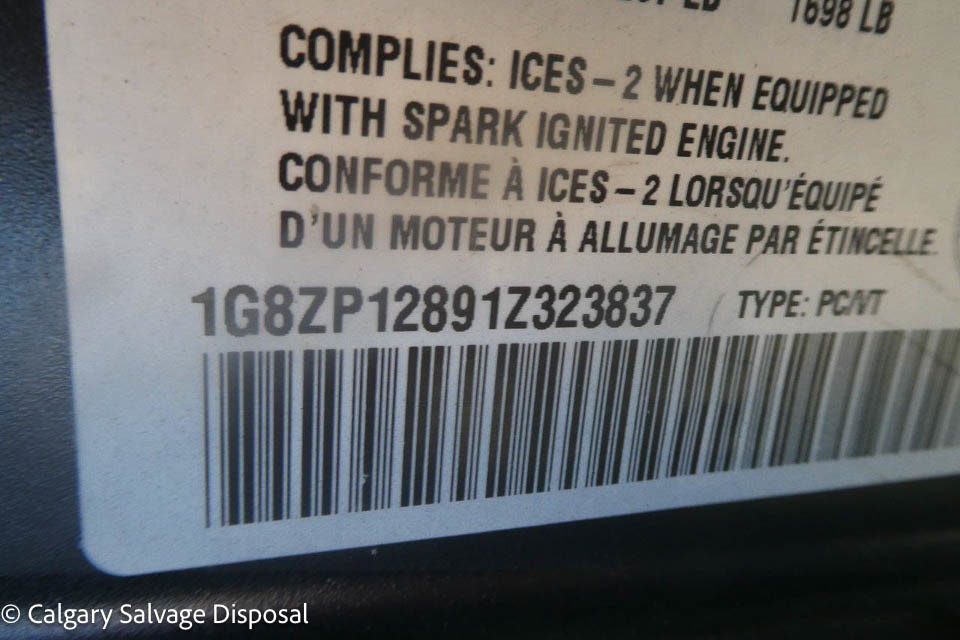 1698 LB
COMPLIES: ICES-2 WHEN EQUIPPED
WITH SPARK IGNITED ENGINE.
CONFORME À ICES-2 LORSQU'ÉQUIPÉ
D'UN MOTEUR À ALLUMAGE PAR ÉTINCELLE.
1G8ZP12891Z323837 TYPE: PC/VT
© Calgary Salvage Disposal